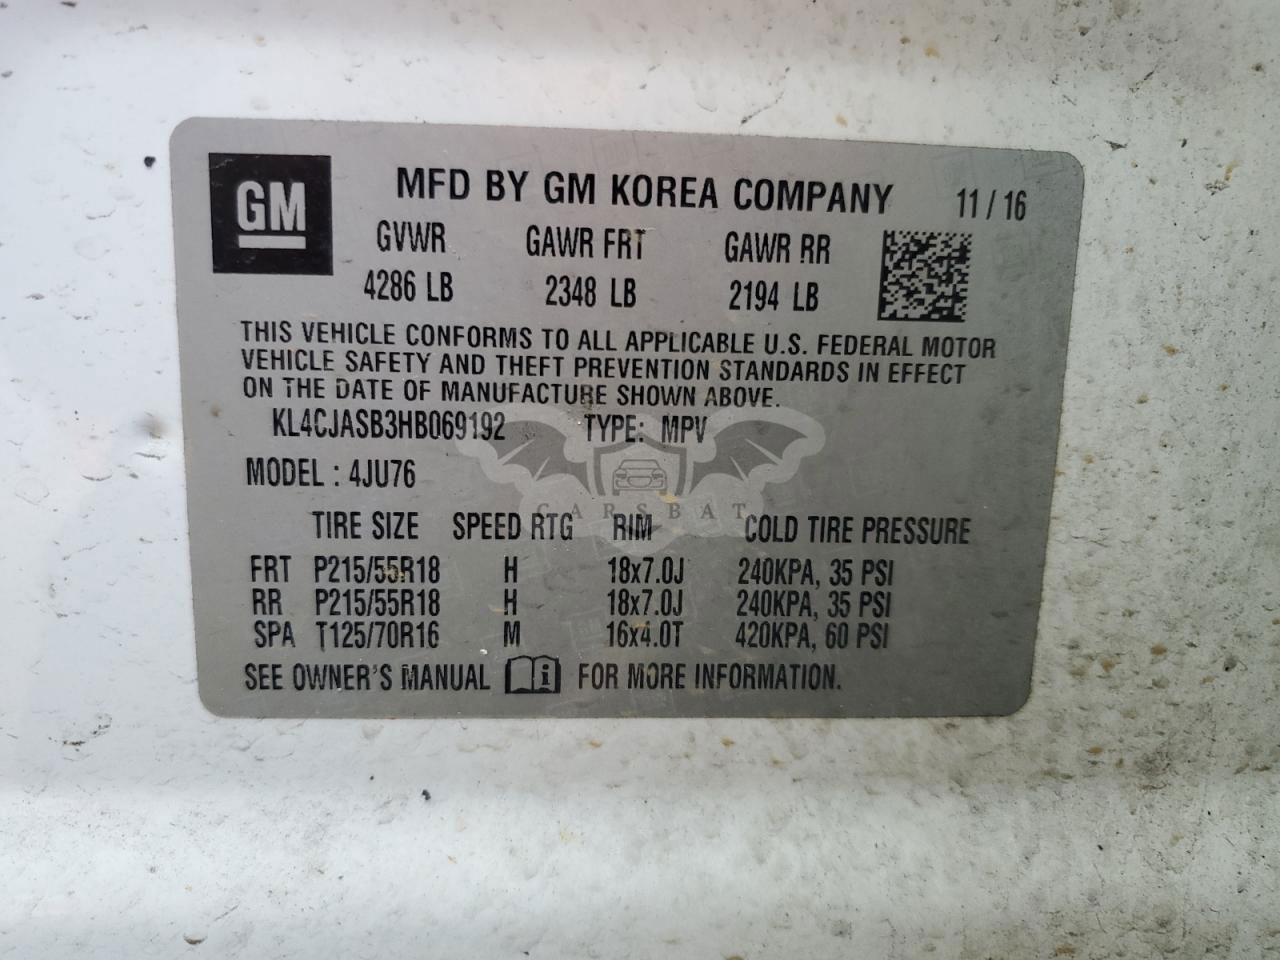 GM
MFD BY GM KOREA COMPANY 11 / 16
GVWR GAWR FRT GAWR RR
4286 LB 2348 LB 2194 LB
THIS VEHICLE CONFORMS TO ALL APPLICABLE U.S. FEDERAL MOTOR
VEHICLE SAFETY AND THEFT PREVENTION STANDARDS IN EFFECT
ON THE DATE OF MANUFACTURE SHOWN ABOVE.
KL4CJASB3HB069192 TYPE: MPV
MODEL : 4JU76
CARSBAT
TIRE SIZE SPEED RTG RIM COLD TIRE PRESSURE
FRT P215/55R18 H 18x7.0J 240KPA, 35 PSI
RR P215/55R18 H 18x7.0J 240KPA, 35 PSI
SPA T125/70R16 M 16x4.0T 420KPA, 60 PSI
SEE OWNER'S MANUAL i FOR MORE INFORMATION.